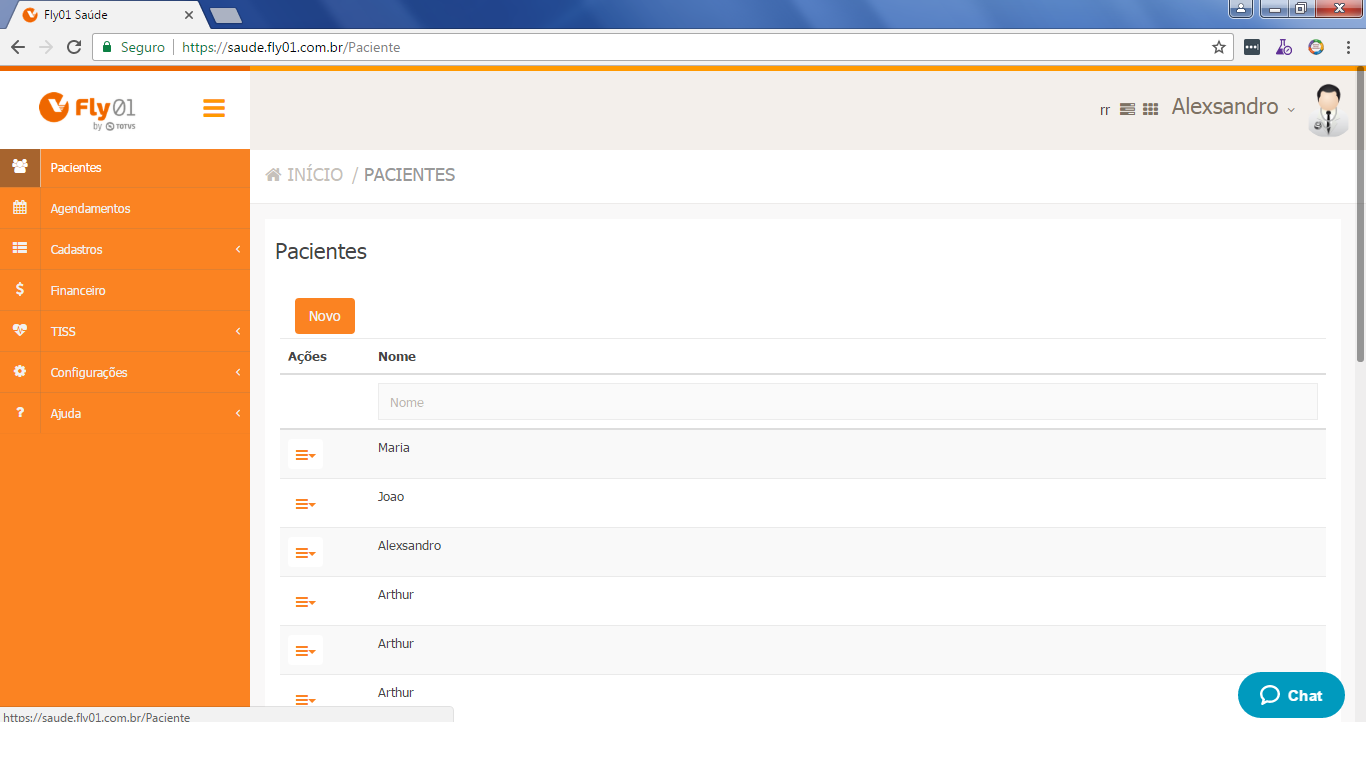 Fly01 Saúde
Seguro
https://saude.fly01.com.br/Paciente
Fly01
by TOTVS
rr
Alexsandro
Pacientes
Agendamentos
Cadastros
Financeiro
TISS
Configurações
Ajuda
INÍCIO / PACIENTES
Pacientes
Novo
Ações Nome
Nome
Maria
Joao
Alexsandro
Arthur
Arthur
Arthur
Chat
https://saude.fly01.com.br/Paciente